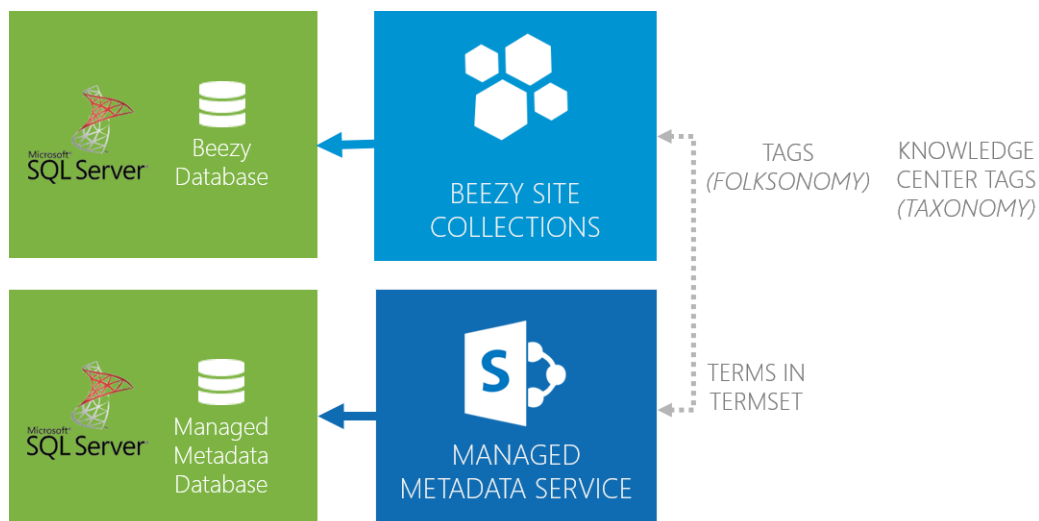 Microsoft®
SQL Server®
Beezy
Database
BEEZY SITE
COLLECTIONS
TAGS
(FOLKSONOMY)
KNOWLEDGE
CENTER TAGS
(TAXONOMY)
Microsoft®
SQL Server®
Managed
Metadata
Database
S
MANAGED
METADATA SERVICE
TERMS IN
TERMSET